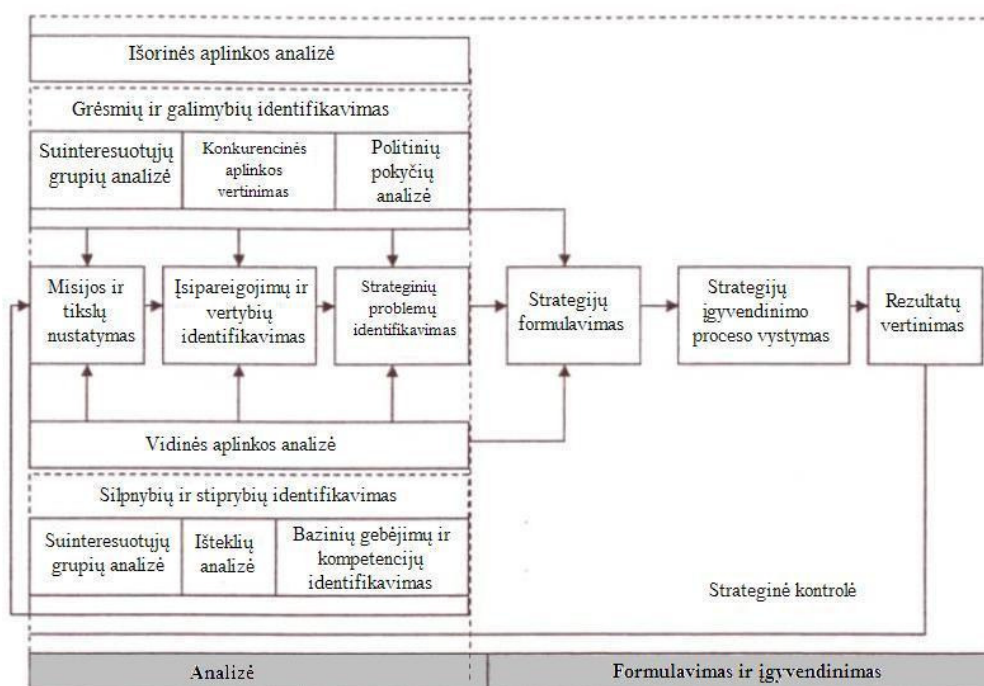 Išorinės aplinkos analizė
Grėsmių ir galimybių identifikavimas
Suinteresuotųjų
grupių analizė
Konkurencinės
aplinkos
vertinimas
Politinių
pokyčių
analizė
Misijos ir
tikslų
nustatymas
Įsipareigojimų ir
vertybių
identifikavimas
Strateginių
problemų
identifikavimas
Strategijų
formulavimas
Strategijų
įgyvendinimo
proceso vystymas
Rezultatų
vertinimas
Vidinės aplinkos analizė
Silpnybių ir stiprybių identifikavimas
Suinteresuotųjų
grupių analizė
Išteklių
analizė
Bazinių gebėjimų ir
kompetencijų
identifikavimas
Strateginė kontrolė
Analizė
Formulavimas ir įgyvendinimas